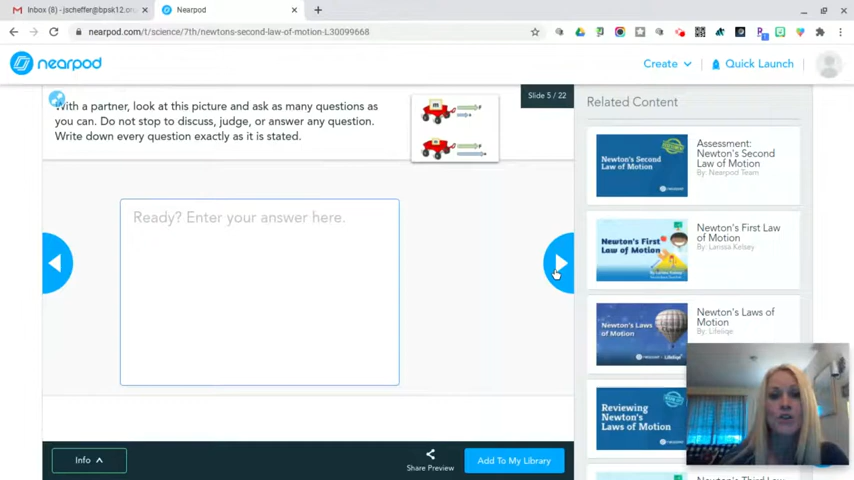 Inbox (8) - jscheffer@bpsk12.org
Nearpod
nearpod.com/t/science/7th/newtons-second-law-of-motion-L30099668
nearpod
Create
Quick Launch
With a partner, look at this picture and ask as many questions as
you can. Do not stop to discuss, judge, or answer any question.
Write down every question exactly as it is stated.
Slide 5 / 22
Ready? Enter your answer here.
Related Content
Newton's Second
Law of Motion
Assessment:
Newton's Second
Law of Motion
By: Nearpod Team
Newton's First
Law of Motion
Newton's First Law
of Motion
By: Larissa Kelsay
Newton's Laws
of Motion
Newton's Laws of
Motion
By: Lifeliqe
Reviewing
Newton's
Laws of Motion
Newton's Third Law
Info
Share Preview
Add To My Library